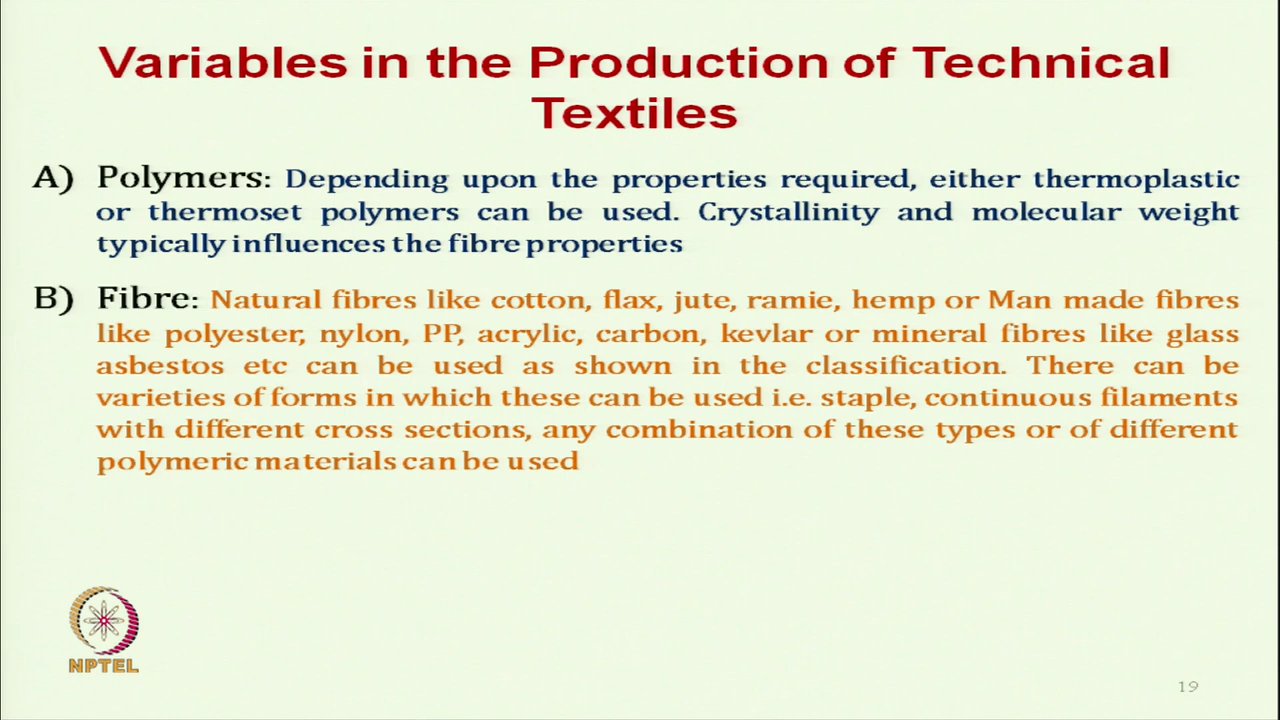 Variables in the Production of Technical
Textiles
A) Polymers: Depending upon the properties required, either thermoplastic
or thermoset polymers can be used. Crystallinity and molecular weight
typically influences the fibre properties
B) Fibre: Natural fibres like cotton, flax, jute, ramie, hemp or Man made fibres
like polyester, nylon, PP, acrylic, carbon, kevlar or mineral fibres like glass
asbestos etc can be used as shown in the classification. There can be
varieties of forms in which these can be used i.e. staple, continuous filaments
with different cross sections, any combination of these types or of different
polymeric materials can be used
NPTEL
19